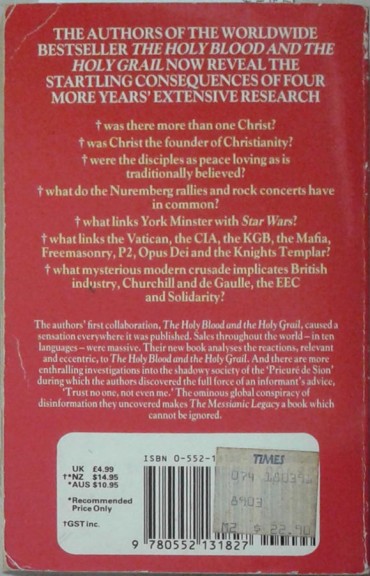 THE AUTHORS OF THE WORLDWIDE
BESTSELLER THE HOLY BLOOD AND THE
HOLY GRAIL NOW REVEAL THE
STARTLING CONSEQUENCES OF FOUR
MORE YEARS' EXTENSIVE RESEARCH
† was there more than one Christ?
† was Christ the founder of Christianity?
† were the disciples as peace loving as is
traditionally believed?
† what do the Nuremberg rallies and rock concerts have
in common?
† what links York Minster with Star Wars?
† what links the Vatican, the CIA, the KGB, the Mafia,
Freemasonry, P2, Opus Dei and the Knights Templar?
† what mysterious modern crusade implicates British
industry, Churchill and de Gaulle, the EEC
and Solidarity?
The authors' first collaboration, The Holy Blood and the Holy Grail, caused a
sensation everywhere it was published. Sales throughout the world – in ten
languages – were massive. Their new book analyses the reactions, relevant
and eccentric, to The Holy Blood and the Holy Grail. And there are more
enthralling investigations into the shadowy society of the 'Prieuré de Sion'
during which the authors discovered the full force of an informant's advice,
'Trust no one, not even me.' The ominous global conspiracy of
disinformation they uncovered makes The Messianic Legacy a book which
cannot be ignored.
ISBN 0-552-1
UK £4.99
†*NZ $14.95
*AUS $10.95
*Recommended
Price Only
†GST inc.
TIMES
074
8903
M2 $ 22.90
9 780552 131827